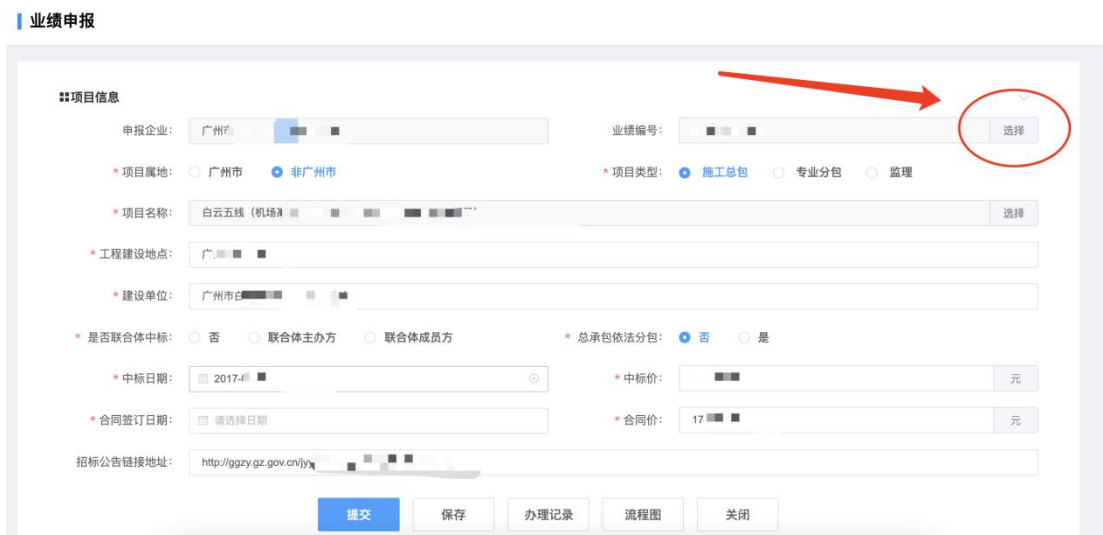 业绩申报
项目信息
申报企业: 广州 业绩编号: 选择
* 项目属地: 广州市 非广州市 * 项目类型: 施工总包 专业分包 监理
* 项目名称: 白云五线（机场 选择
* 工程建设地点: 广
* 建设单位: 广州市白
* 是否联合体中标: 否 联合体主办方 联合体成员方 * 总承包依法分包: 否 是
* 中标日期: 2017- * 中标价: 元
* 合同签订日期: 请选择日期 * 合同价: 17 元
招标公告链接地址: http://ggzy.gz.gov.cn/jy
提交 保存 办理记录 流程图 关闭